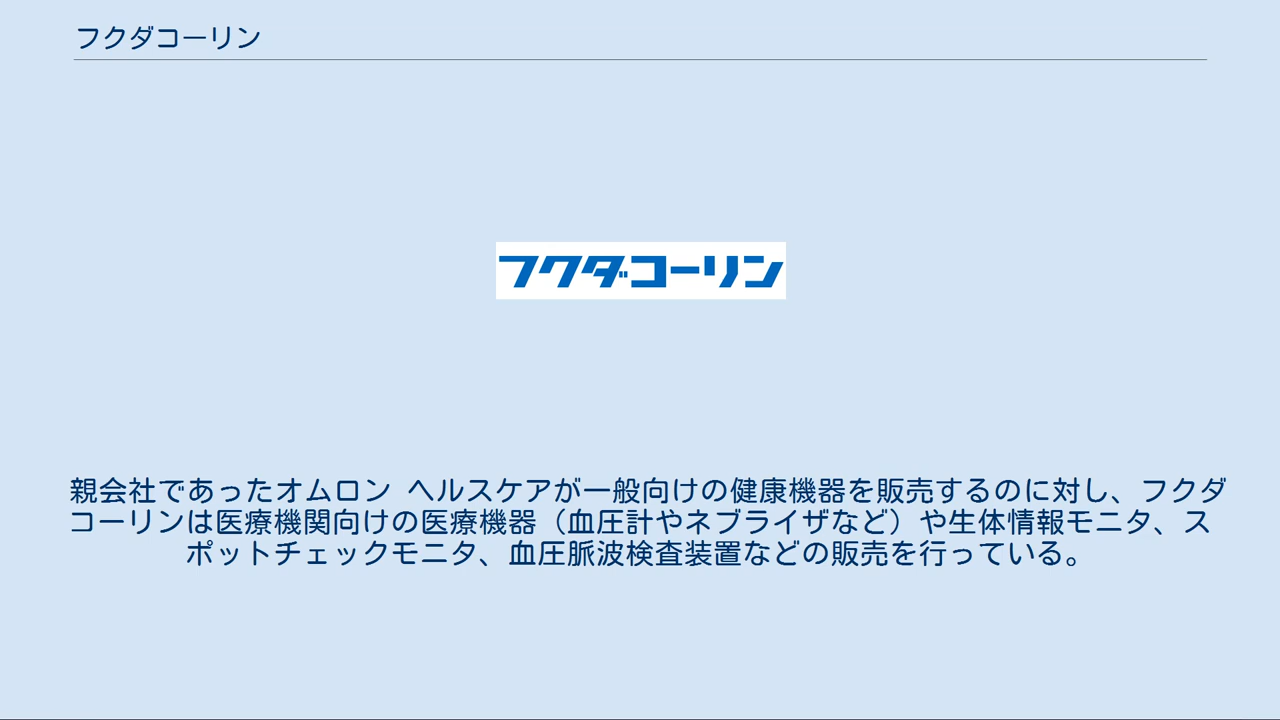 フクダコーリン
フクダコーリン
親会社であったオムロン ヘルスケアが一般向けの健康機器を販売するのに対し、フクダ
コーリンは医療機関向けの医療機器（血圧計やネブライザなど）や生体情報モニタ、ス
ポットチェックモニタ、血圧脈波検査装置などの販売を行っている。